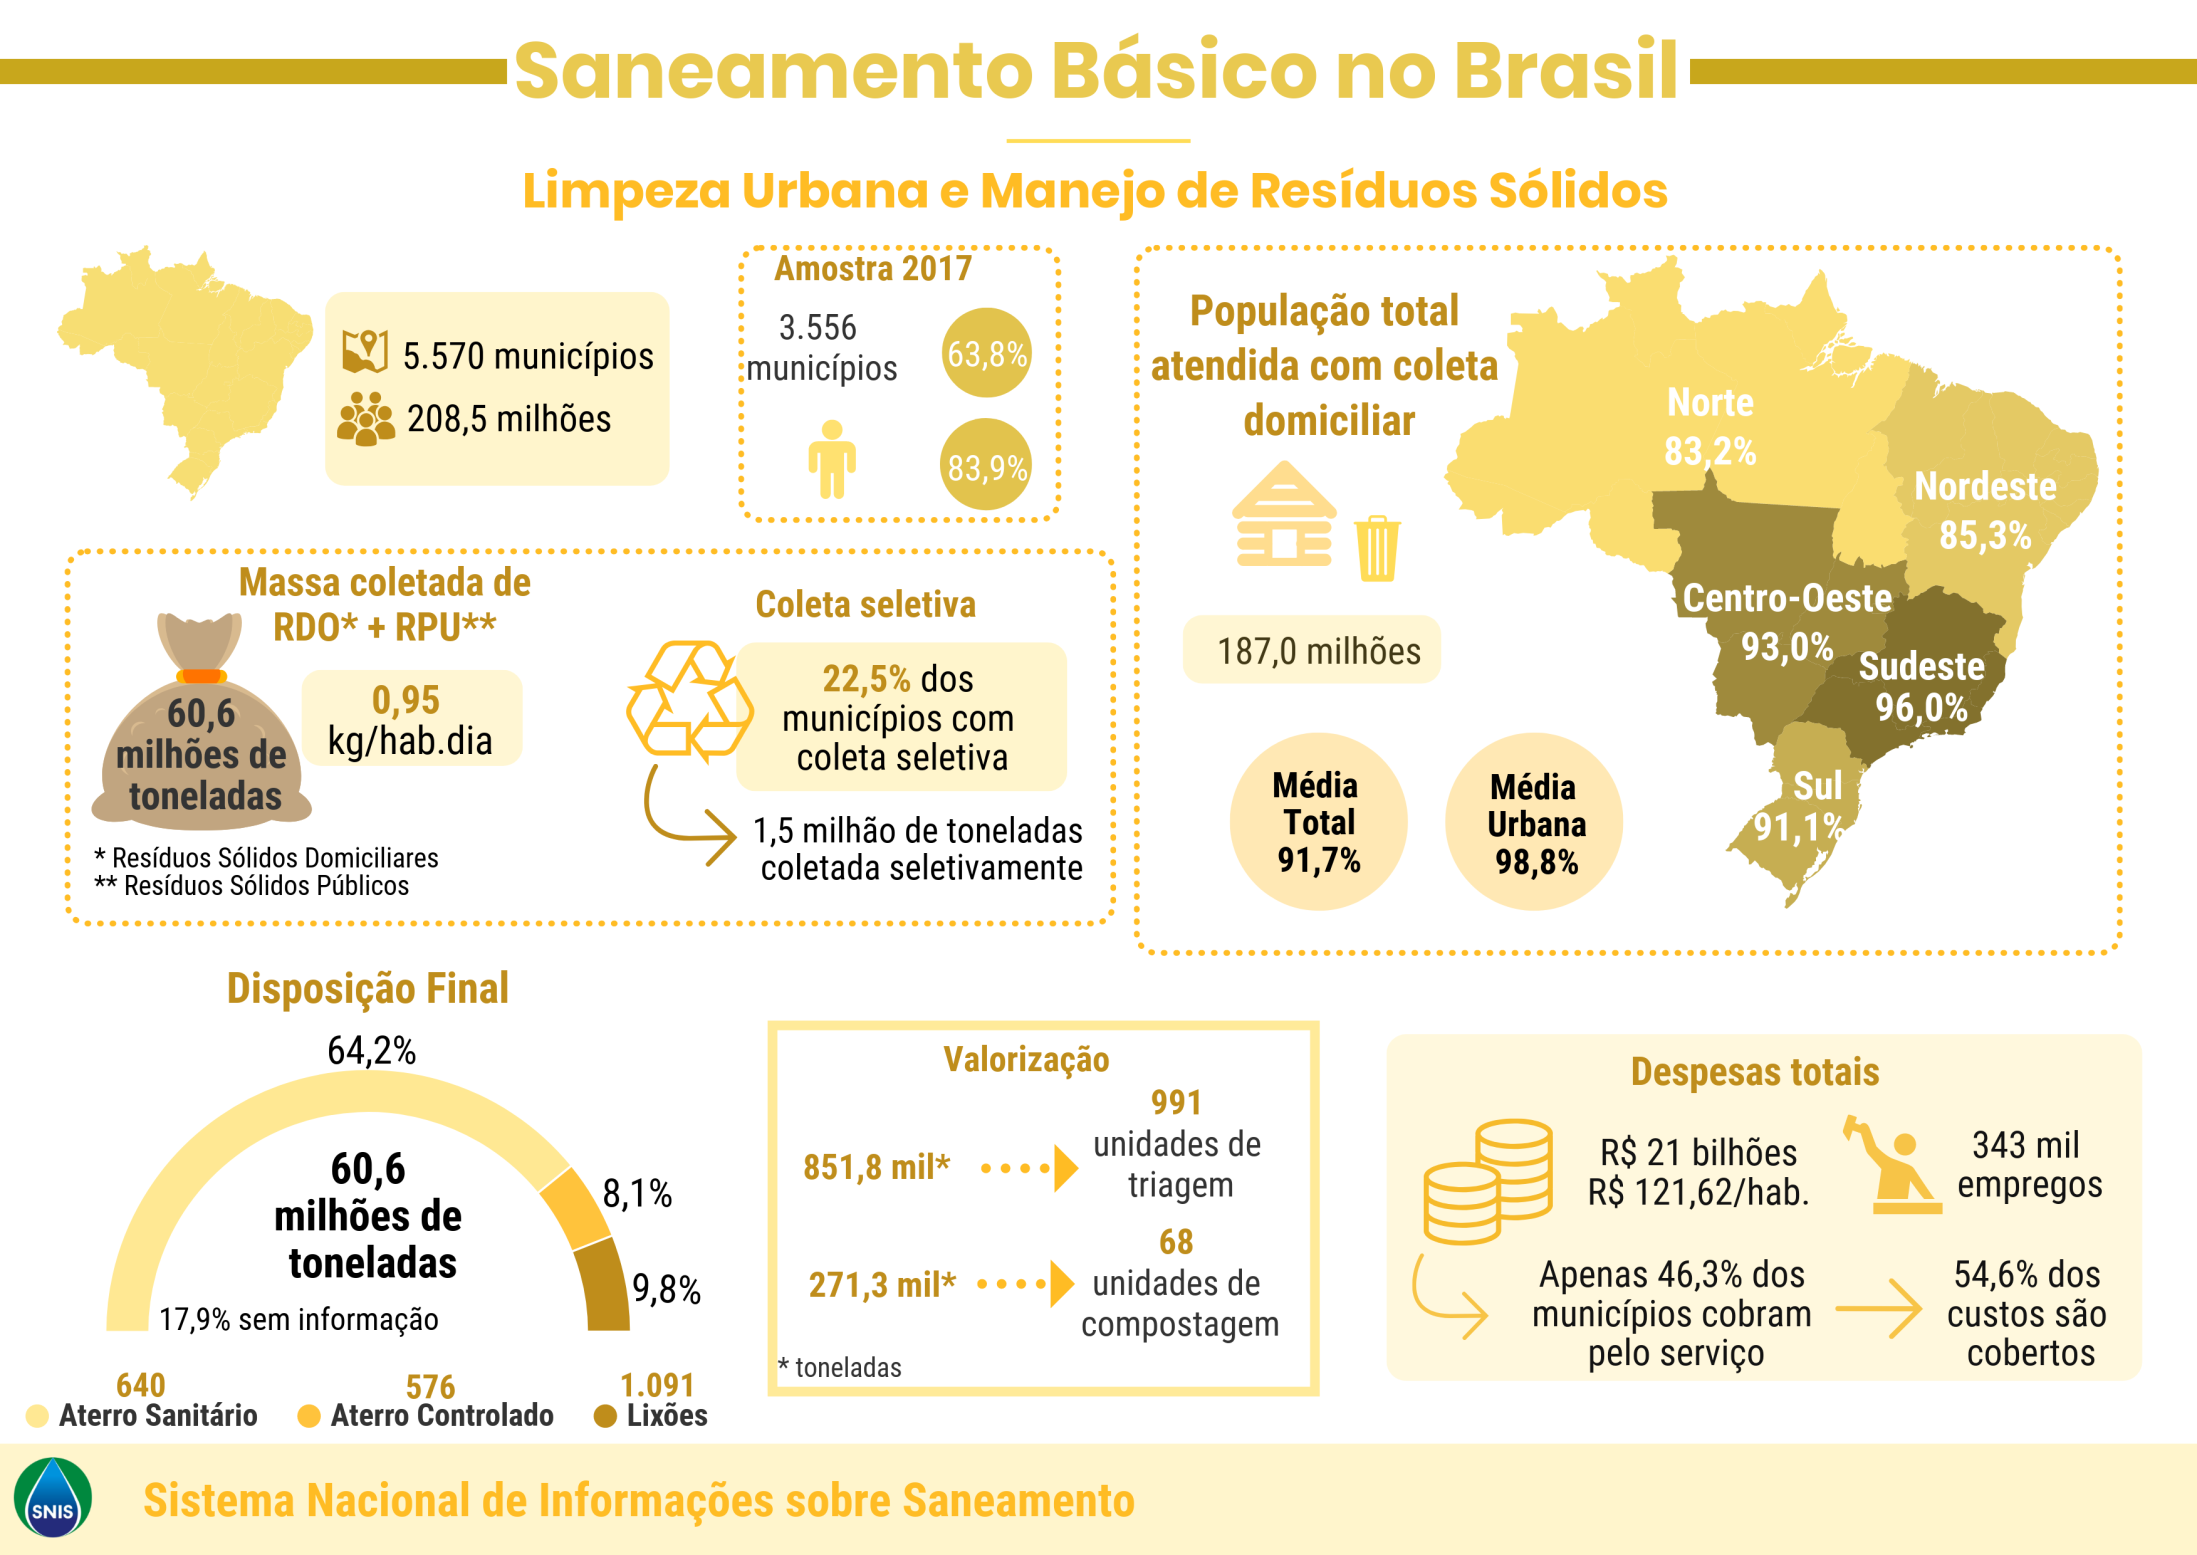 Saneamento Básico no Brasil
Limpeza Urbana e Manejo de Resíduos Sólidos
5.570 municípios
208,5 milhões
Amostra 2017
3.556
municípios
63,8%
83,9%
População total
atendida com coleta
domiciliar
187,0 milhões
Média
Total
91,7%
Média
Urbana
98,8%
Norte
83,2%
Nordeste
85,3%
Centro-Oeste
93,0%
Sudeste
96,0%
Sul
91,1%
Massa coletada de
RDO* + RPU**
60,6
milhões de
toneladas
0,95
kg/hab.dia
* Resíduos Sólidos Domiciliares
** Resíduos Sólidos Públicos
Coleta seletiva
22,5% dos
municípios com
coleta seletiva
1,5 milhão de toneladas
coletada seletivamente
Disposição Final
64,2%
8,1%
9,8%
60,6
milhões de
toneladas
17,9% sem informação
640
Aterro Sanitário
576
Aterro Controlado
1.091
Lixões
Valorização
851,8 mil*
991
unidades de
triagem
271,3 mil*
68
unidades de
compostagem
* toneladas
Despesas totais
R$ 21 bilhões
R$ 121,62/hab.
343 mil
empregos
Apenas 46,3% dos
municípios cobram
pelo serviço
54,6% dos
custos são
cobertos
SNIS
Sistema Nacional de Informações sobre Saneamento